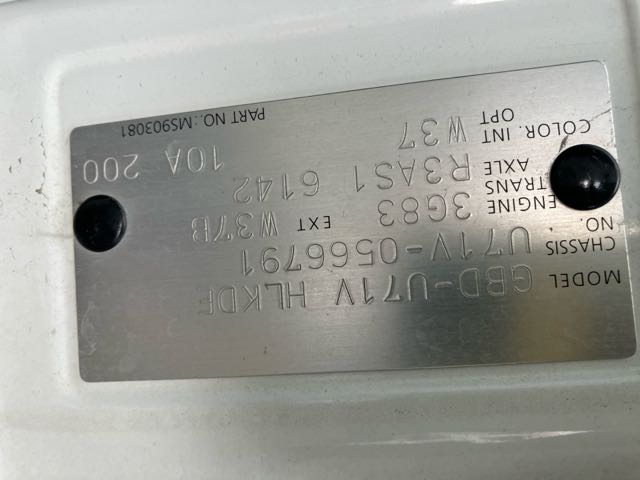 MODEL GBD-U71V HLKDF
CHASSIS NO. U71V-0566791
ENGINE 3G83 EXT W37B
TRANS AXLE R3AS1 6142
COLOR. INT OPT W37 10A 200
PART NO.: MS903081